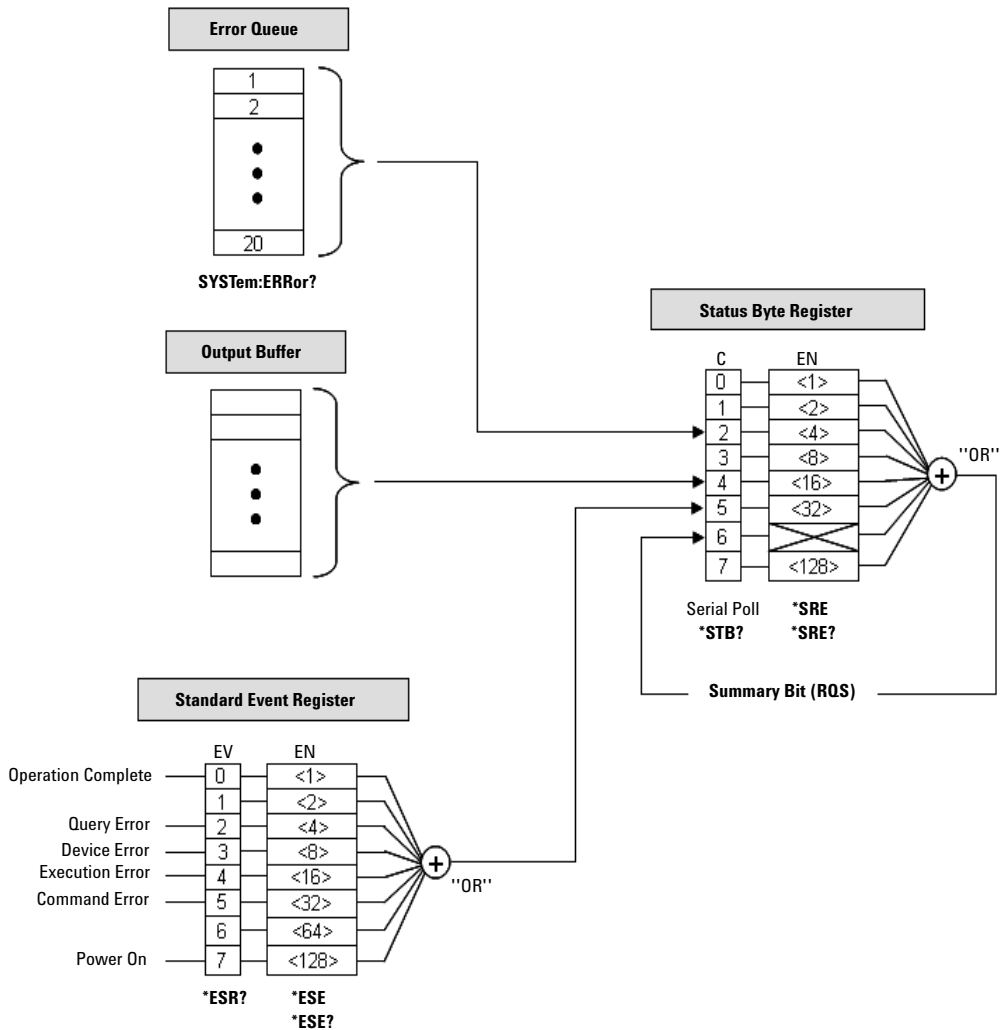 Error Queue
1
2
20
SYSTem:ERRor?
Output Buffer
Status Byte Register
C EN
0 <1>
1 <2>
2 <4>
3 <8>
4 <16>
5 <32>
6
7 <128>
"OR"
+
Serial Poll *SRE
*STB? *SRE?
Summary Bit (RQS)
Standard Event Register
EV EN
Operation Complete 0 <1>
1 <2>
Query Error 2 <4>
Device Error 3 <8>
Execution Error 4 <16>
Command Error 5 <32>
6 <64>
Power On 7 <128>
+
"OR"
*ESR? *ESE
*ESE?